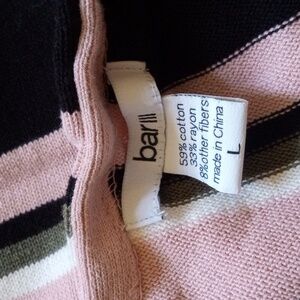 bar III
59% cotton
33% rayon
8%other fibers
made in China
L